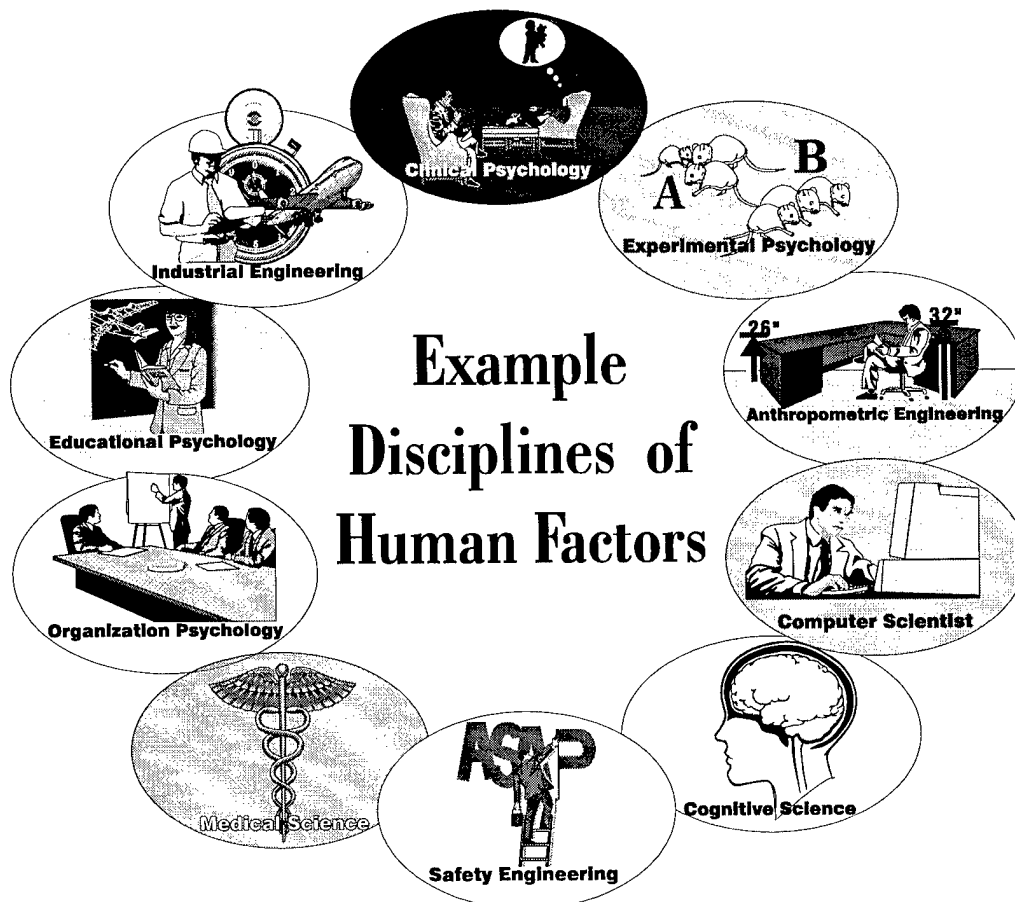 Clinical Psychology
A
B
Experimental Psychology
26"
32"
Anthropometric Engineering
Computer Scientist
Cognitive Science
ASAP
Safety Engineering
Medical Science
Organization Psychology
Educational Psychology
Industrial Engineering
Example
Disciplines of
Human Factors